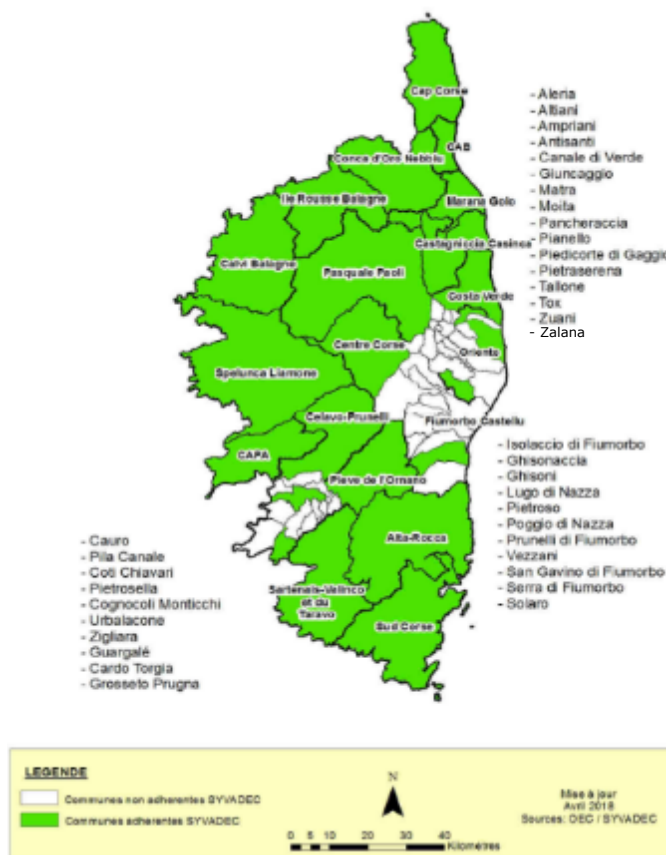 Cap Corse
- Aleria
- Altiani
- Ampriani
- Antisanti
- Canale di Verde
- Giuncaggio
- Matra
- Moita
- Pancheraccia
- Pianello
- Piedicorte di Gaggio
- Pietraserena
- Tallone
- Tox
- Zuani
- Zalana
CAB
Conca d'Oro Nebbiu
Ile Rousse Balagne
Marana Golo
Castagniccia Casinca
Calvi Balagne
Pasquale Paoli
Costa Verde
Centre Corse
Oriente
Spelunca Liamone
Celavo-Prunelli
Fiumorbo Castellu
CAPA
Pieve de l'Ornano
- Isolaccio di Fiumorbo
- Ghisonaccia
- Ghisoni
- Lugo di Nazza
- Pietroso
- Poggio di Nazza
- Prunelli di Fiumorbo
- Vezzani
- San Gavino di Fiumorbo
- Serra di Fiumorbo
- Solaro
Alta-Rocca
- Cauro
- Pila Canale
- Coti Chiavari
- Pietrosella
- Cognocoli Monticchi
- Urbalacone
- Zigliara
- Guargalé
- Cardo Torgia
- Grosseto Prugna
Sartenais-Valinco
et du
Taravo
Sud Corse
LEGENDE
Communes non adherentes SYVADEC
Communes adherentes SYVADEC
N
0 5 10 20 30 40
Kilomètres
Mise à jour
Avril 2018
Sources: OEC / SYVADEC